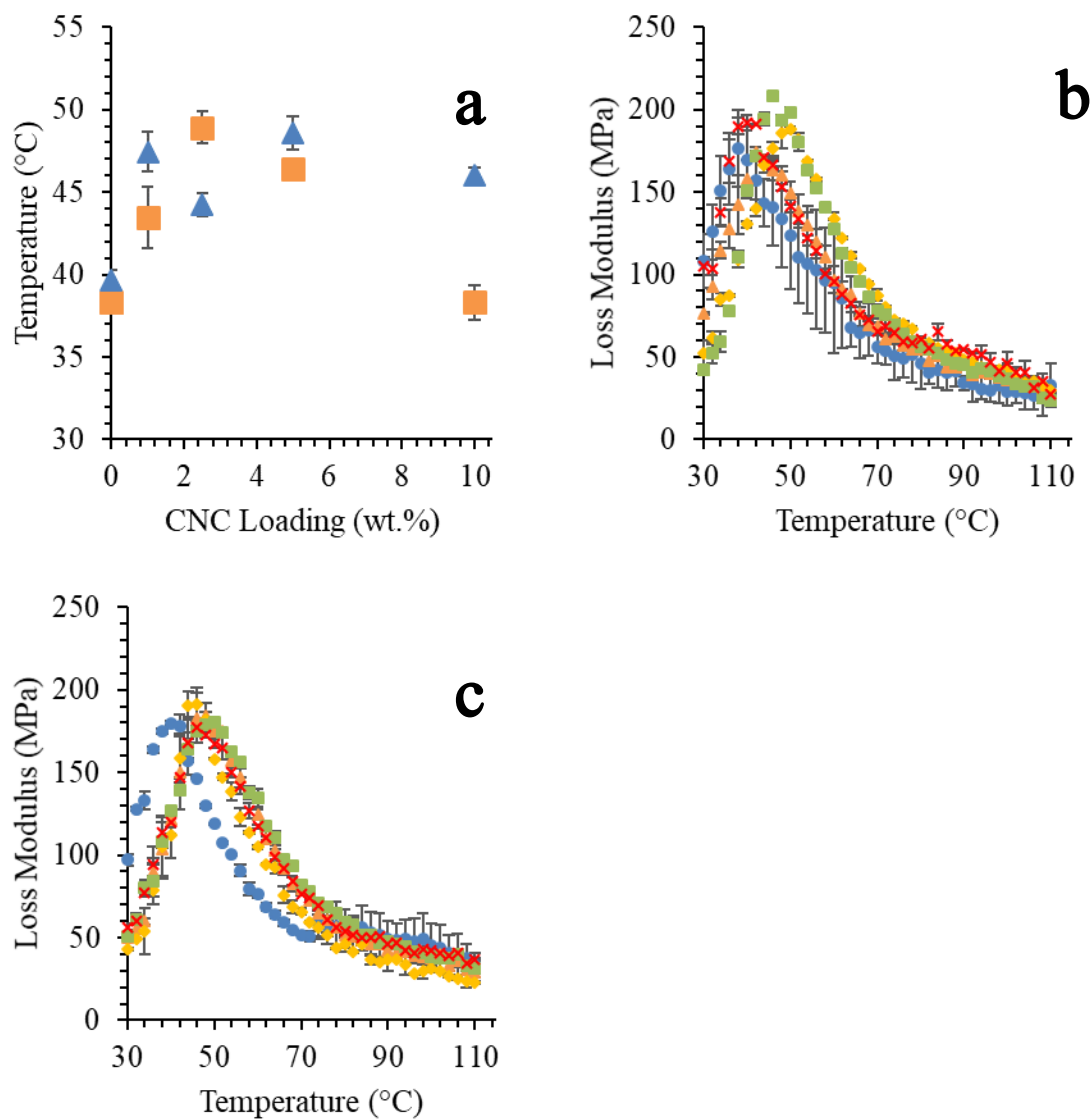 55
50
45
40
35
30
Temperature (°C)
0 2 4 6 8 10
CNC Loading (wt.%)
a
250
200
150
100
50
0
Loss Modulus (MPa)
30 50 70 90 110
Temperature (°C)
b
250
200
150
100
50
0
Loss Modulus (MPa)
30 50 70 90 110
Temperature (°C)
c